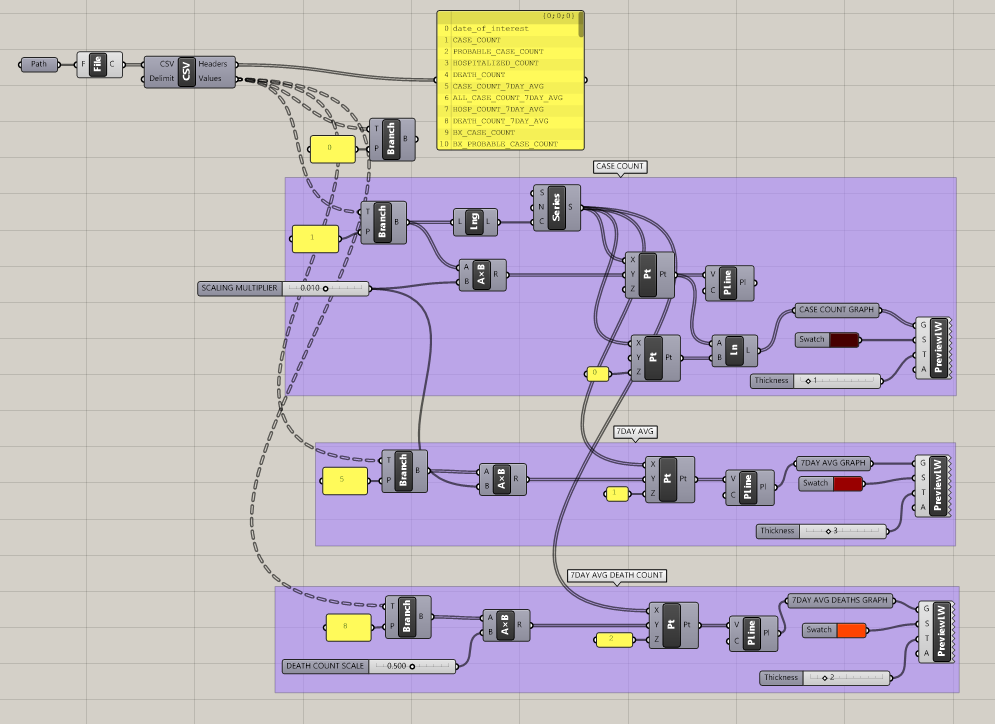 {0;0;0}
0 date_of_interest
1 CASE_COUNT
2 PROBABLE_CASE_COUNT
3 HOSPITALIZED_COUNT
4 DEATH_COUNT
5 CASE_COUNT_7DAY_AVG
6 ALL_CASE_COUNT_7DAY_AVG
7 HOSP_COUNT_7DAY_AVG
8 DEATH_COUNT_7DAY_AVG
9 BX_CASE_COUNT
10 BX_PROBABLE_CASE_COUNT
Path
F File C
CSV Headers
Delimit Values
CSV
0
T
P
Branch
B
CASE COUNT
1
T
P
Branch
B
L Lng L
S
N
C
Series
S
A
B
A×B
R
SCALING MULTIPLIER 0.010
X
Y
Z
Pt
Pt
V
C
PLine
Pl
0
X
Y
Z
Pt
Pt
A
B
Ln
L
CASE COUNT GRAPH
Swatch
Thickness 1
G
S
T
A
PreviewLW
7DAY AVG
5
T
P
Branch
B
A
B
A×B
R
1
X
Y
Z
Pt
Pt
V
C
PLine
Pl
7DAY AVG GRAPH
Swatch
Thickness 3
G
S
T
A
PreviewLW
7DAY AVG DEATH COUNT
8
T
P
Branch
B
A
B
A×B
R
DEATH COUNT SCALE 0.500
2
X
Y
Z
Pt
Pt
V
C
PLine
Pl
7DAY AVG DEATHS GRAPH
Swatch
Thickness 2
G
S
T
A
PreviewLW